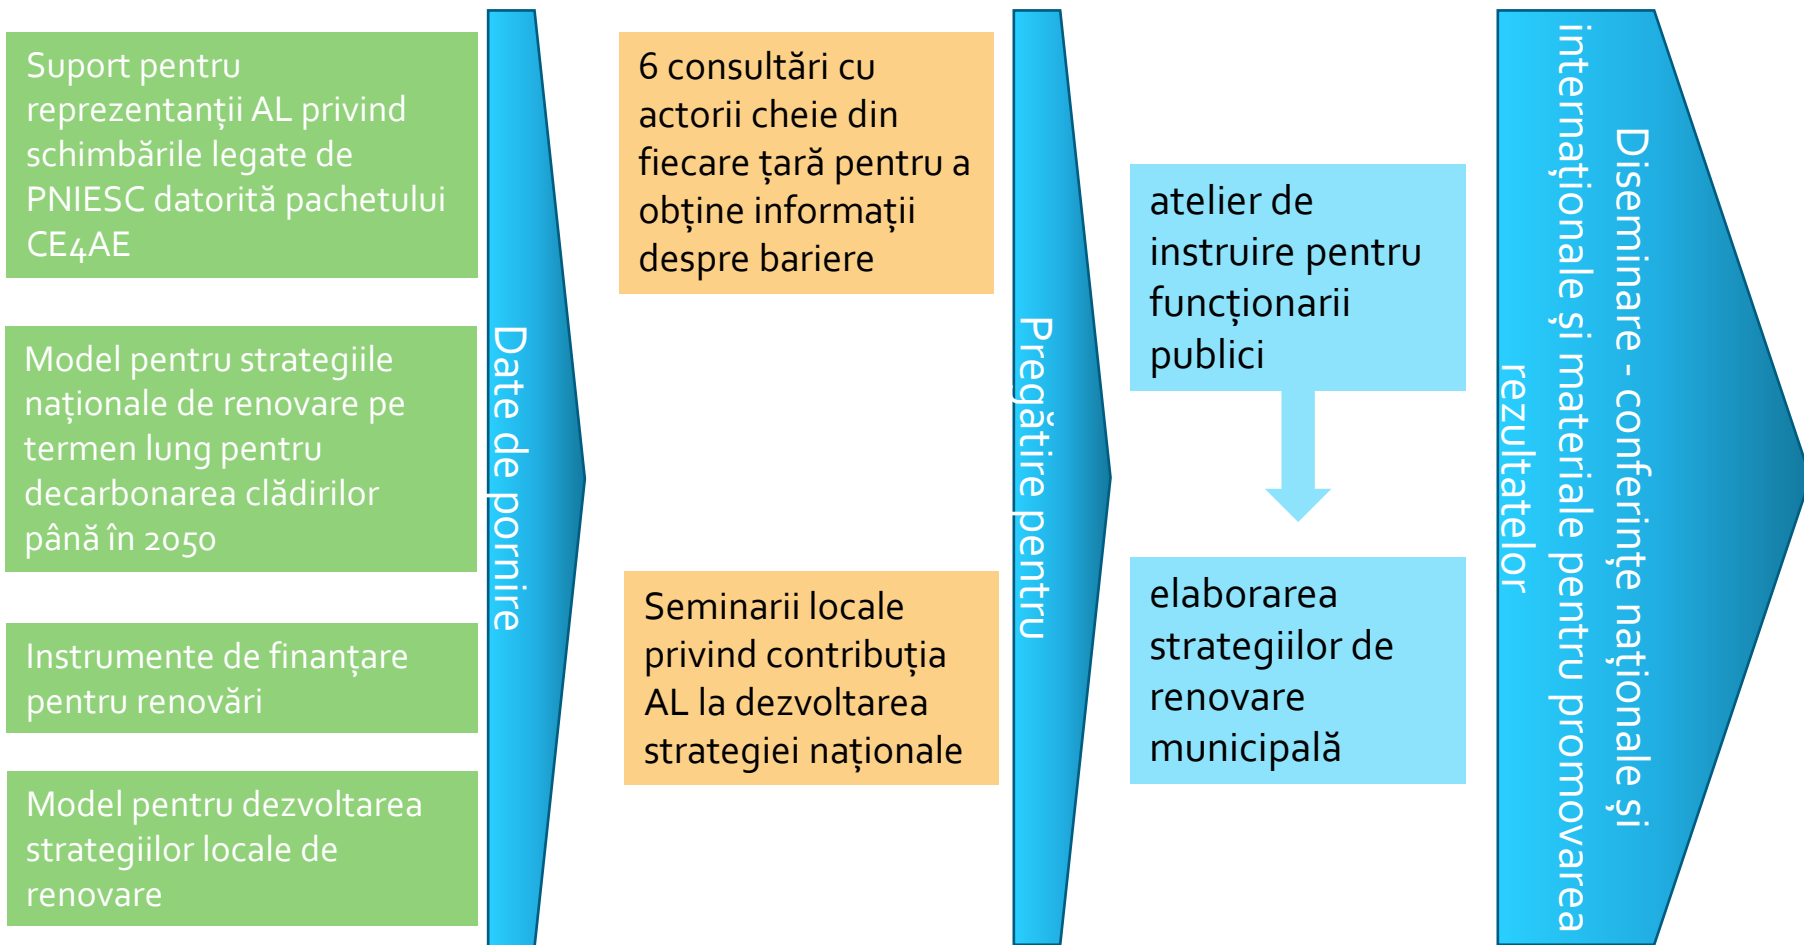 Suport pentru
reprezentanții AL privind
schimbările legate de
PNIESC datorită pachetului
CE4AE
Model pentru strategiile
naționale de renovare pe
termen lung pentru
decarbonarea clădirilor
până în 2050
Instrumente de finanțare
pentru renovări
Model pentru dezvoltarea
strategiilor locale de
renovare
Date de pornire
6 consultări cu
actorii cheie din
fiecare țară pentru a
obține informații
despre bariere
Seminarii locale
privind contribuția
AL la dezvoltarea
strategiei naționale
Pregătire pentru
atelier de
instruire pentru
funcționarii
publici
elaborarea
strategiilor de
renovare
municipală
Diseminare - conferințe naționale și
internaționale și materiale pentru promovarea
rezultatelor